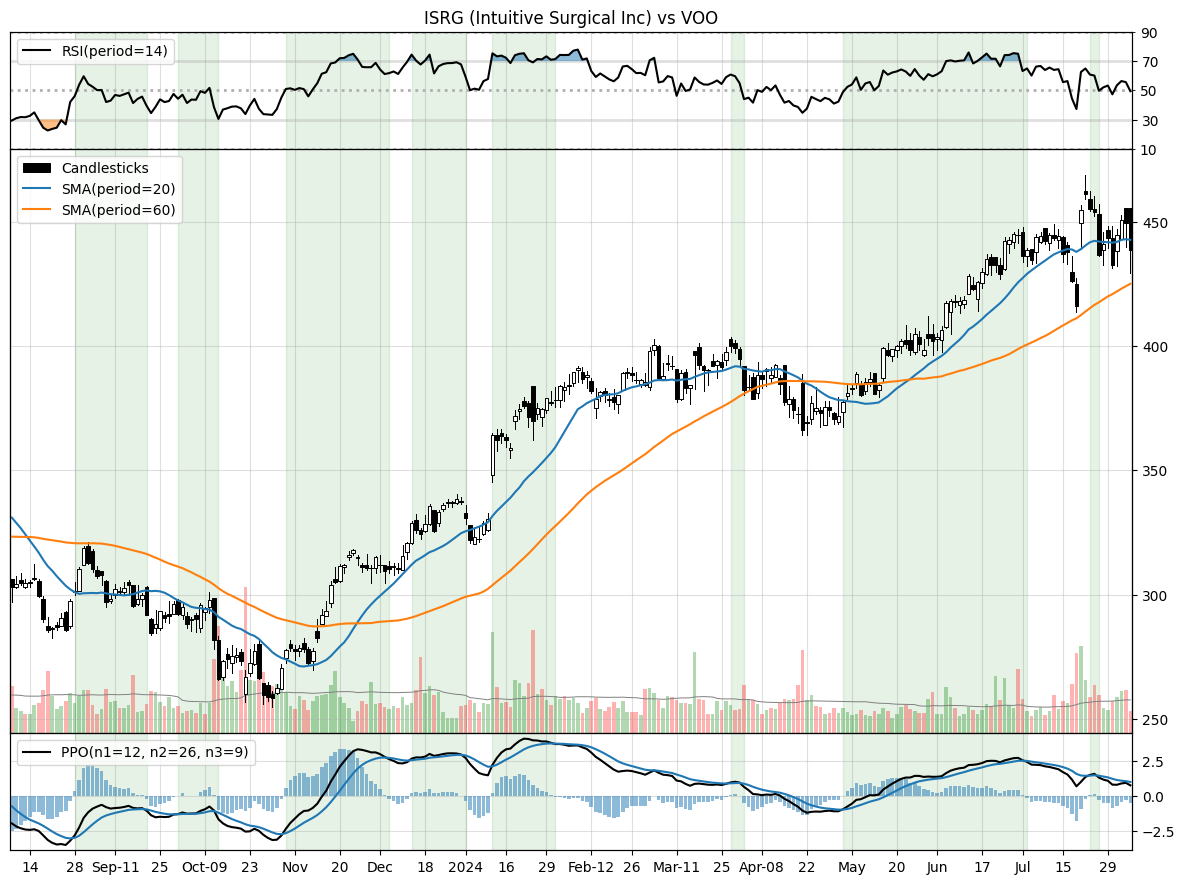 ISRG (Intuitive Surgical Inc) vs VOO
RSI(period=14)
90
70
50
30
10
Candlesticks
SMA(period=20)
SMA(period=60)
450
400
350
300
250
PPO(n1=12, n2=26, n3=9)
2.5
0.0
−2.5
14 28 Sep-11 25 Oct-09 23 Nov 20 Dec 18 2024 16 29 Feb-12 26 Mar-11 25 Apr-08 22 May 20 Jun 17 Jul 15 29